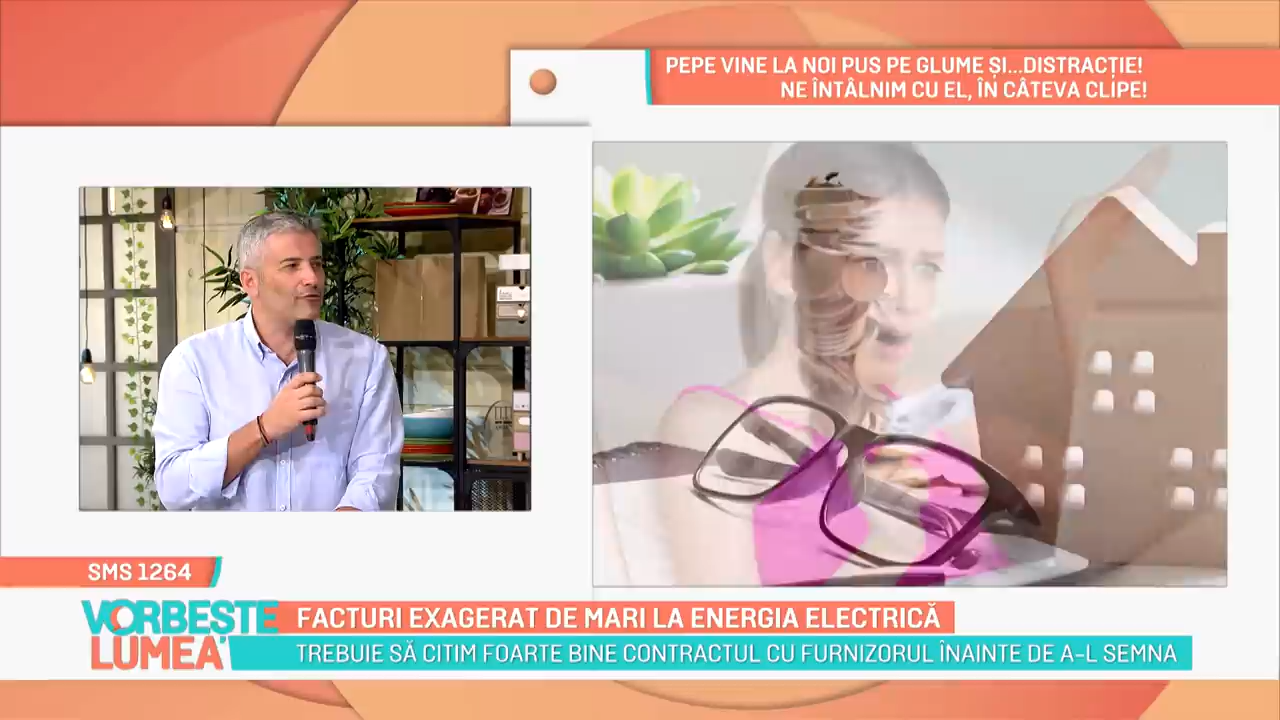 PEPE VINE LA NOI PUS PE GLUME ȘI...DISTRACȚIE!
NE ÎNTÂLNIM CU EL, ÎN CÂTEVA CLIPE!
SMS 1264
VORBEȘTE
LUMEA
FACTURI EXAGERAT DE MARI LA ENERGIA ELECTRICĂ
TREBUIE SĂ CITIM FOARTE BINE CONTRACTUL CU FURNIZORUL ÎNAINTE DE A-L SEMNA